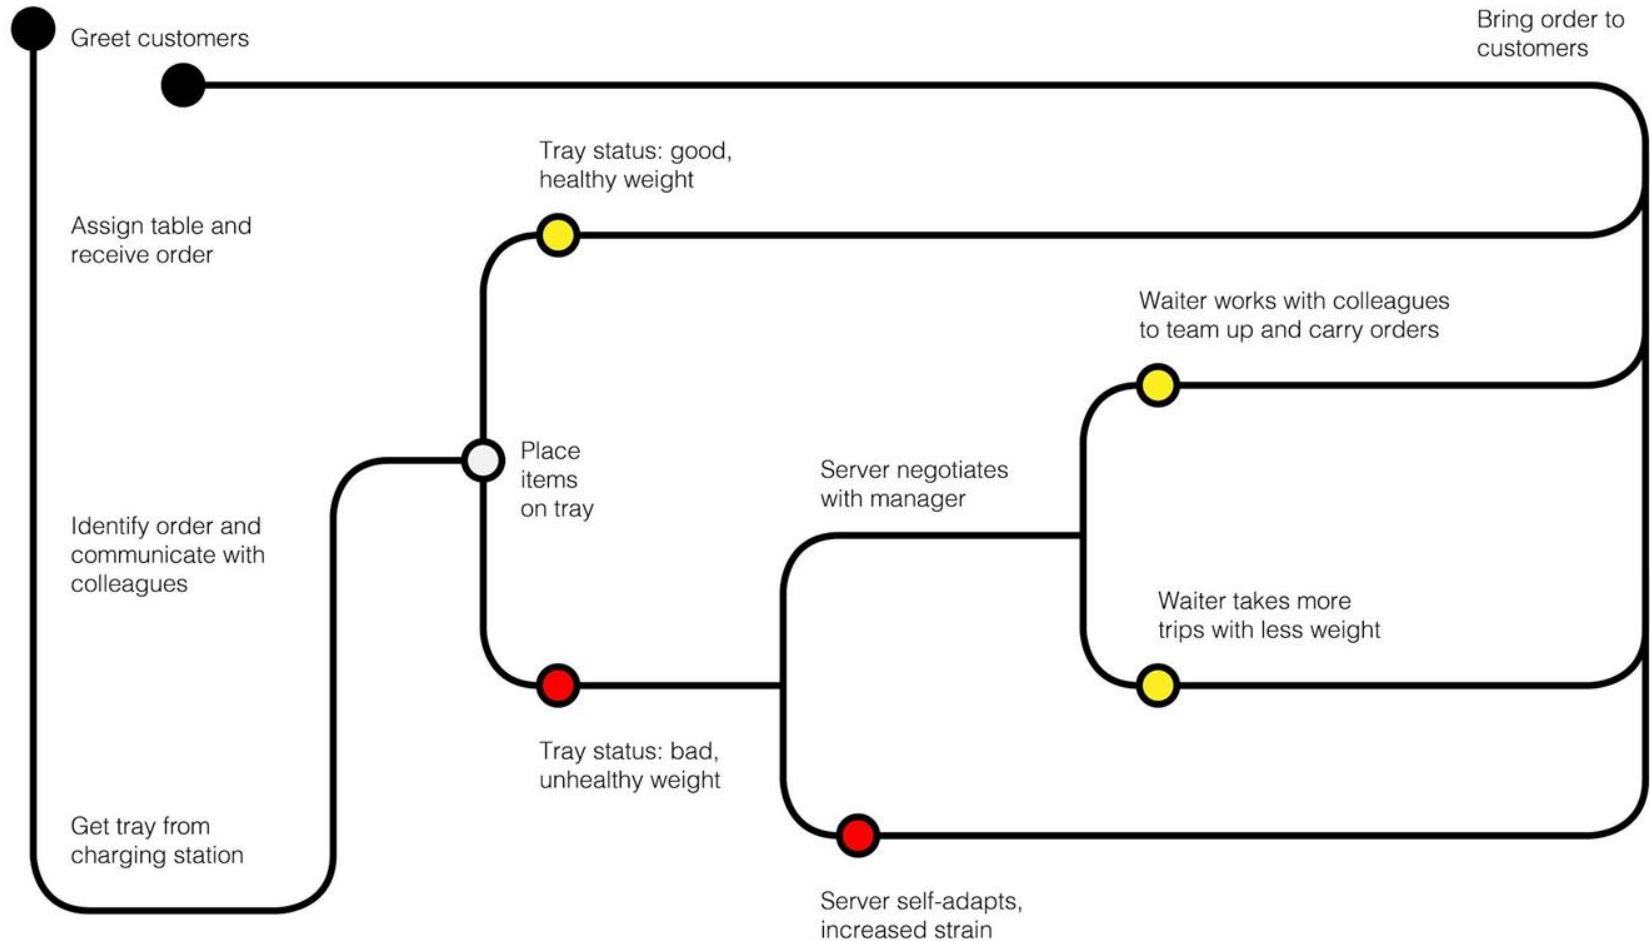 Greet customers
Bring order to
customers
Tray status: good,
healthy weight
Assign table and
receive order
Waiter works with colleagues
to team up and carry orders
Place
items
on tray
Server negotiates
with manager
Identify order and
communicate with
colleagues
Waiter takes more
trips with less weight
Tray status: bad,
unhealthy weight
Get tray from
charging station
Server self-adapts,
increased strain